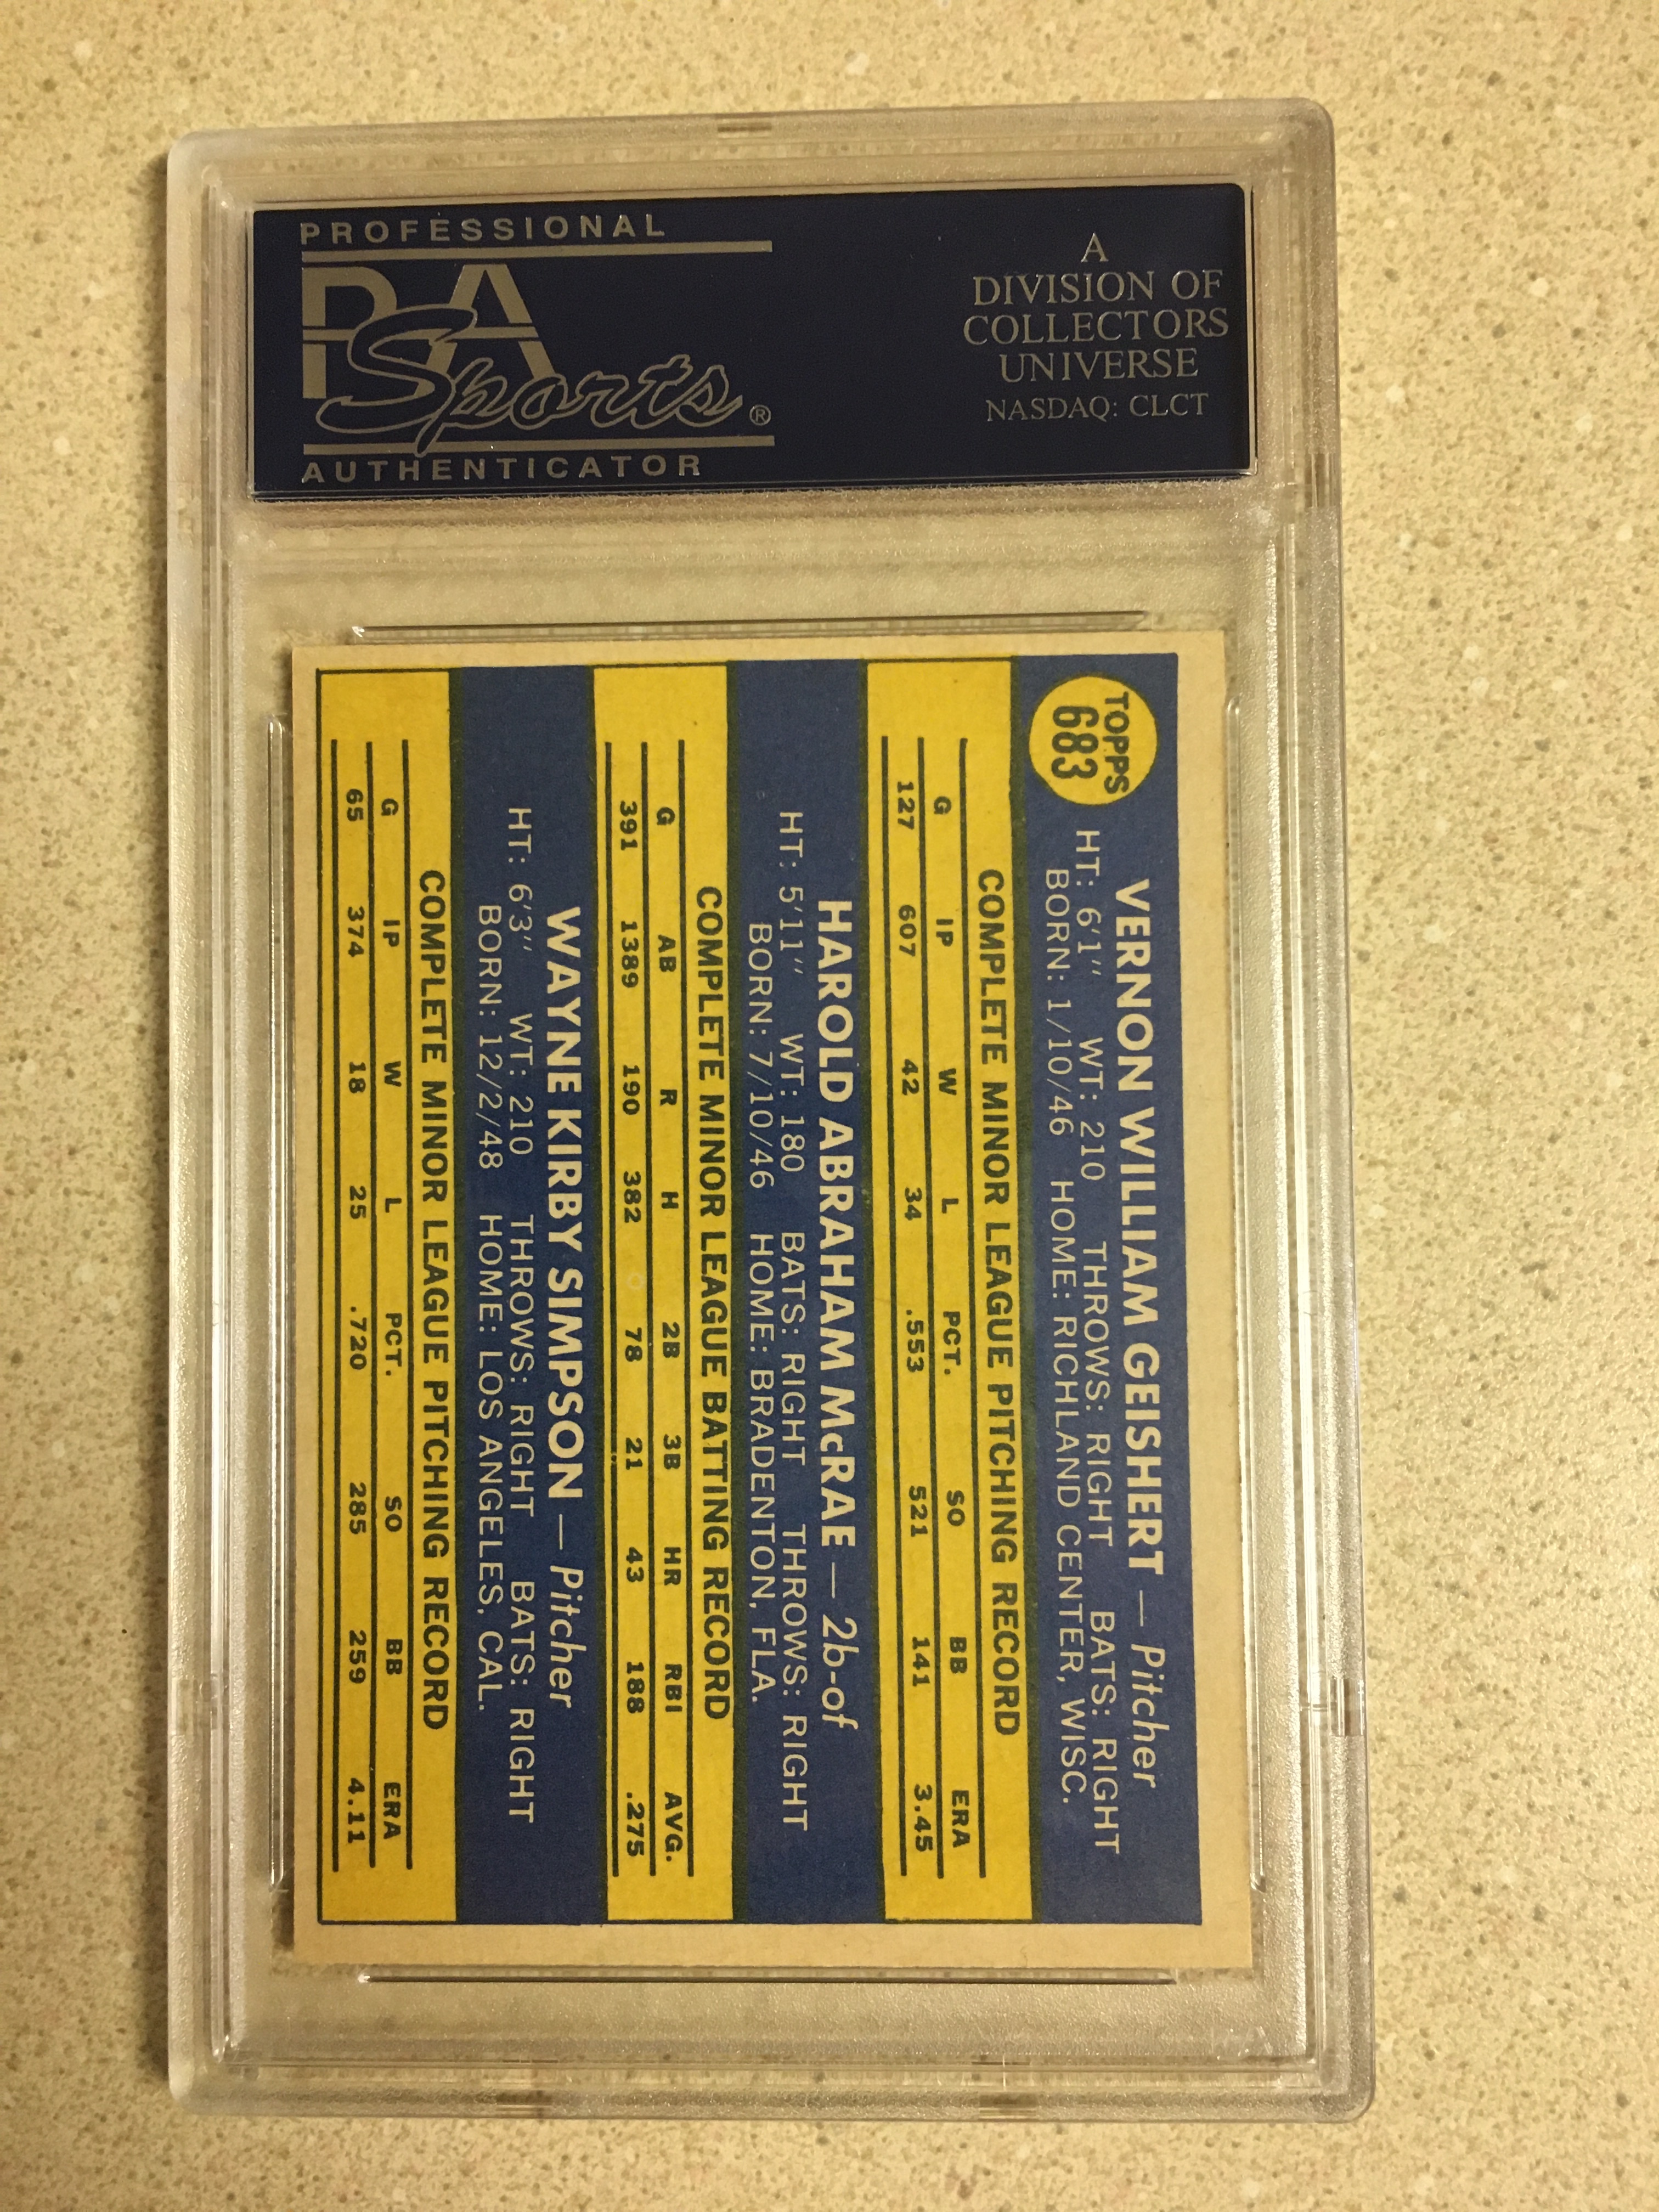 PROFESSIONAL
PSA
Sports®
AUTHENTICATOR
A
DIVISION OF
COLLECTORS
UNIVERSE
NASDAQ: CLCT
TOPPS
683
VERNON WILLIAM GEISHERT — Pitcher
HT: 6'1" WT: 210 THROWS: RIGHT BATS: RIGHT
BORN: 1/10/46 HOME: RICHLAND CENTER, WISC.
COMPLETE MINOR LEAGUE PITCHING RECORD
G IP W L PCT. SO BB ERA
127 607 42 34 .553 521 141 3.45
HAROLD ABRAHAM McRAE — 2b-of
HT: 5'11" WT: 180 BATS: RIGHT THROWS: RIGHT
BORN: 7/10/46 HOME: BRADENTON, FLA.
COMPLETE MINOR LEAGUE BATTING RECORD
G AB R H 2B 3B HR RBI AVG.
391 1389 190 382 78 21 43 188 .275
WAYNE KIRBY SIMPSON — Pitcher
HT: 6'3" WT: 210 THROWS: RIGHT BATS: RIGHT
BORN: 12/2/48 HOME: LOS ANGELES, CAL.
COMPLETE MINOR LEAGUE PITCHING RECORD
G IP W L PCT. SO BB ERA
65 374 18 25 .720 285 259 4.11